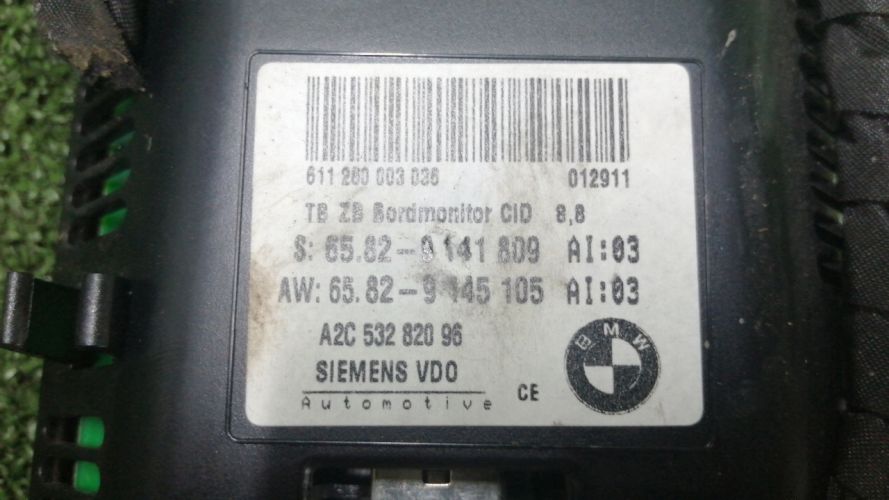 611 260 003 036 012911
TB ZB Bordmonitor CID 8,8
S: 65.82-9 141 809 AI:03
AW: 65.82-9 145 105 AI:03
A2C 532 820 96
SIEMENS VDO
Automotive CE
BMW